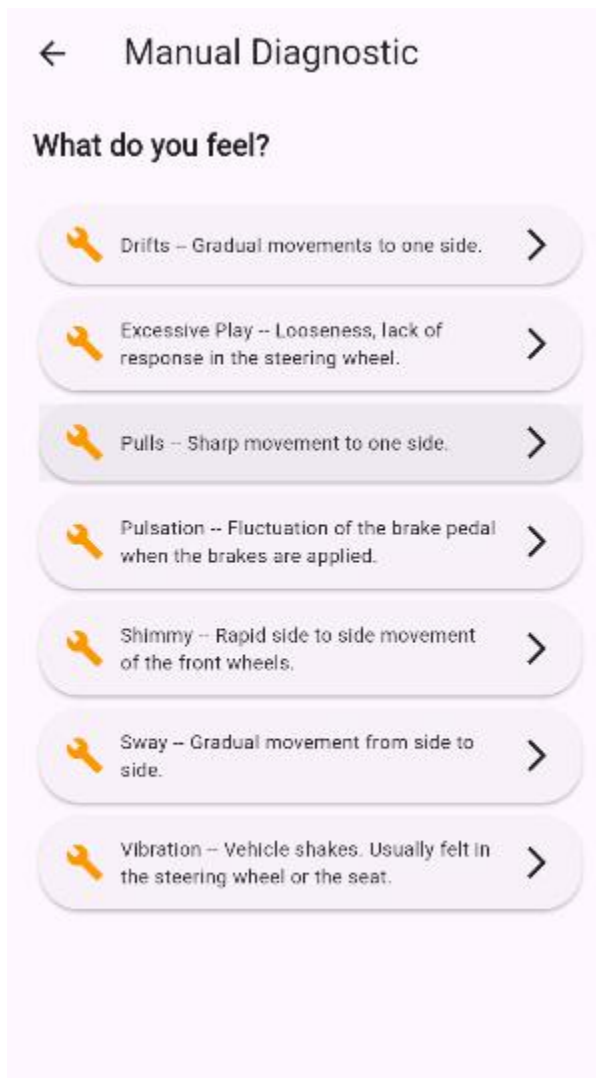 Manual Diagnostic
What do you feel?
Drifts -- Gradual movements to one side.
Excessive Play -- Looseness, lack of
response in the steering wheel.
Pulls -- Sharp movement to one side.
Pulsation -- Fluctuation of the brake pedal
when the brakes are applied.
Shimmy -- Rapid side to side movement
of the front wheels.
Sway -- Gradual movement from side to
side.
Vibration -- Vehicle shakes. Usually felt in
the steering wheel or the seat.